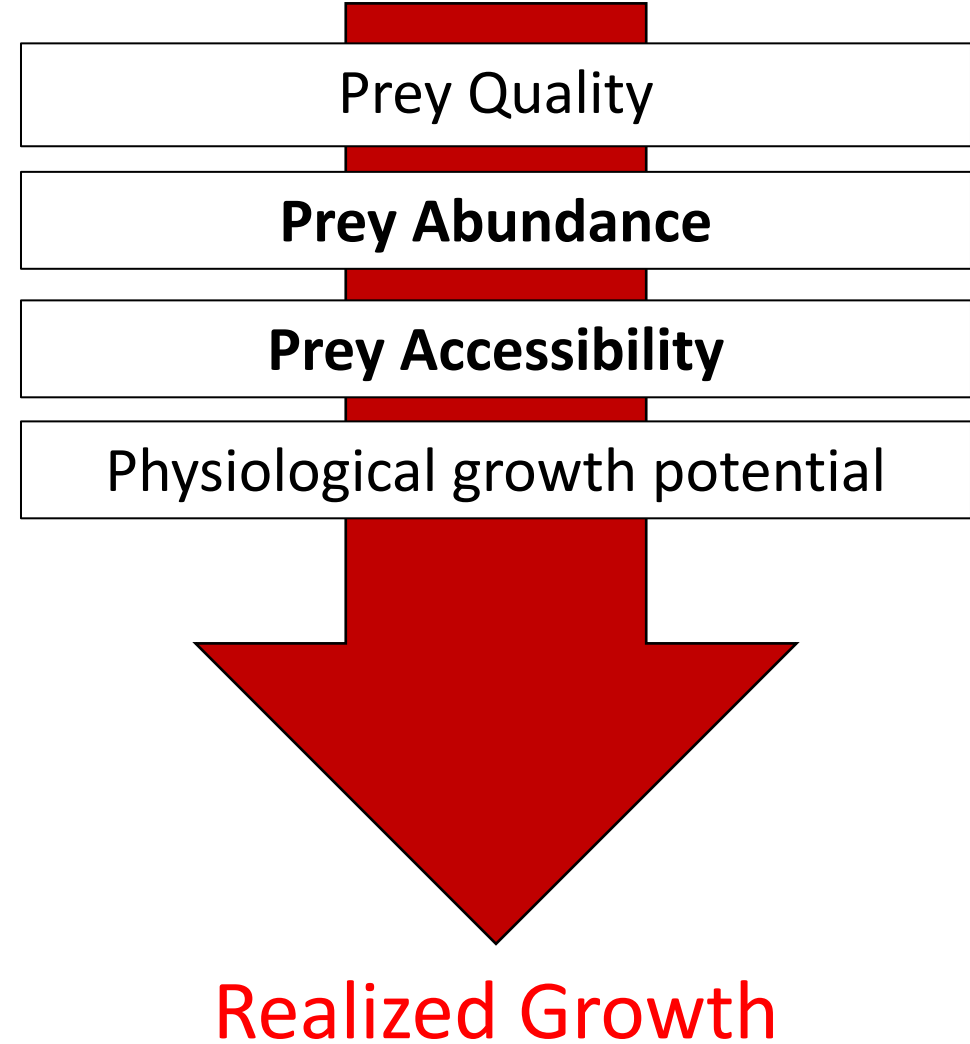 Prey Quality
Prey Abundance
Prey Accessibility
Physiological growth potential
Realized Growth